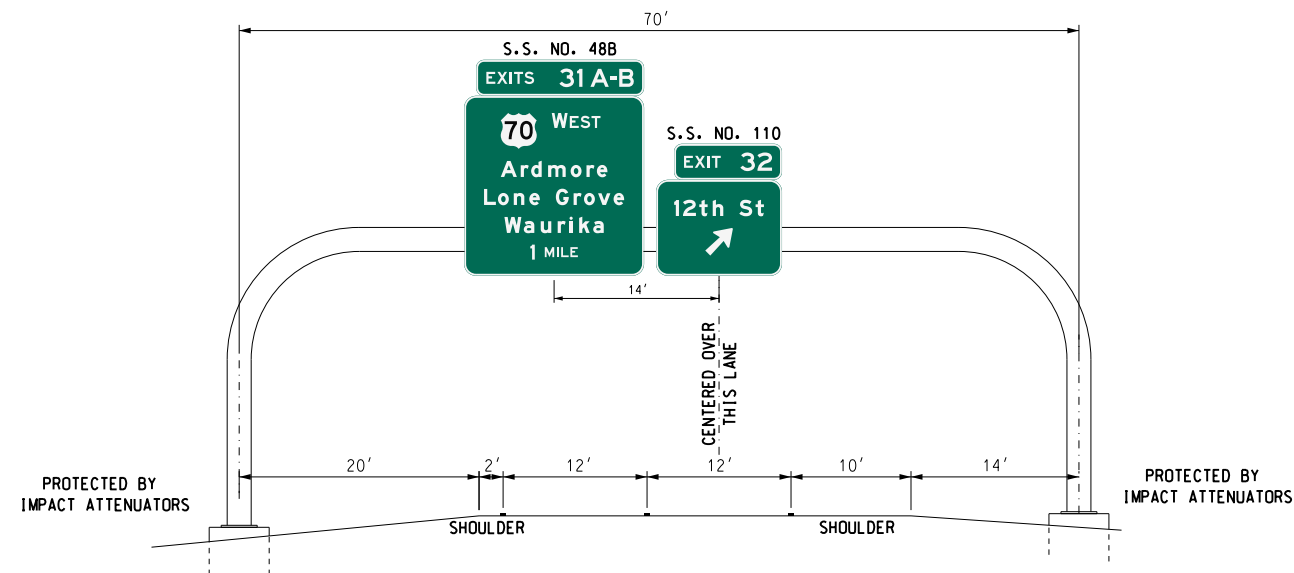 70'
S.S. NO. 48B
EXITS 31 A-B
70 WEST
Ardmore
Lone Grove
Waurika
1 MILE
S.S. NO. 110
EXIT 32
12th St
14'
CENTERED OVER
THIS LANE
20'
2'
12'
12'
10'
14'
PROTECTED BY
IMPACT ATTENUATORS
PROTECTED BY
IMPACT ATTENUATORS
SHOULDER
SHOULDER